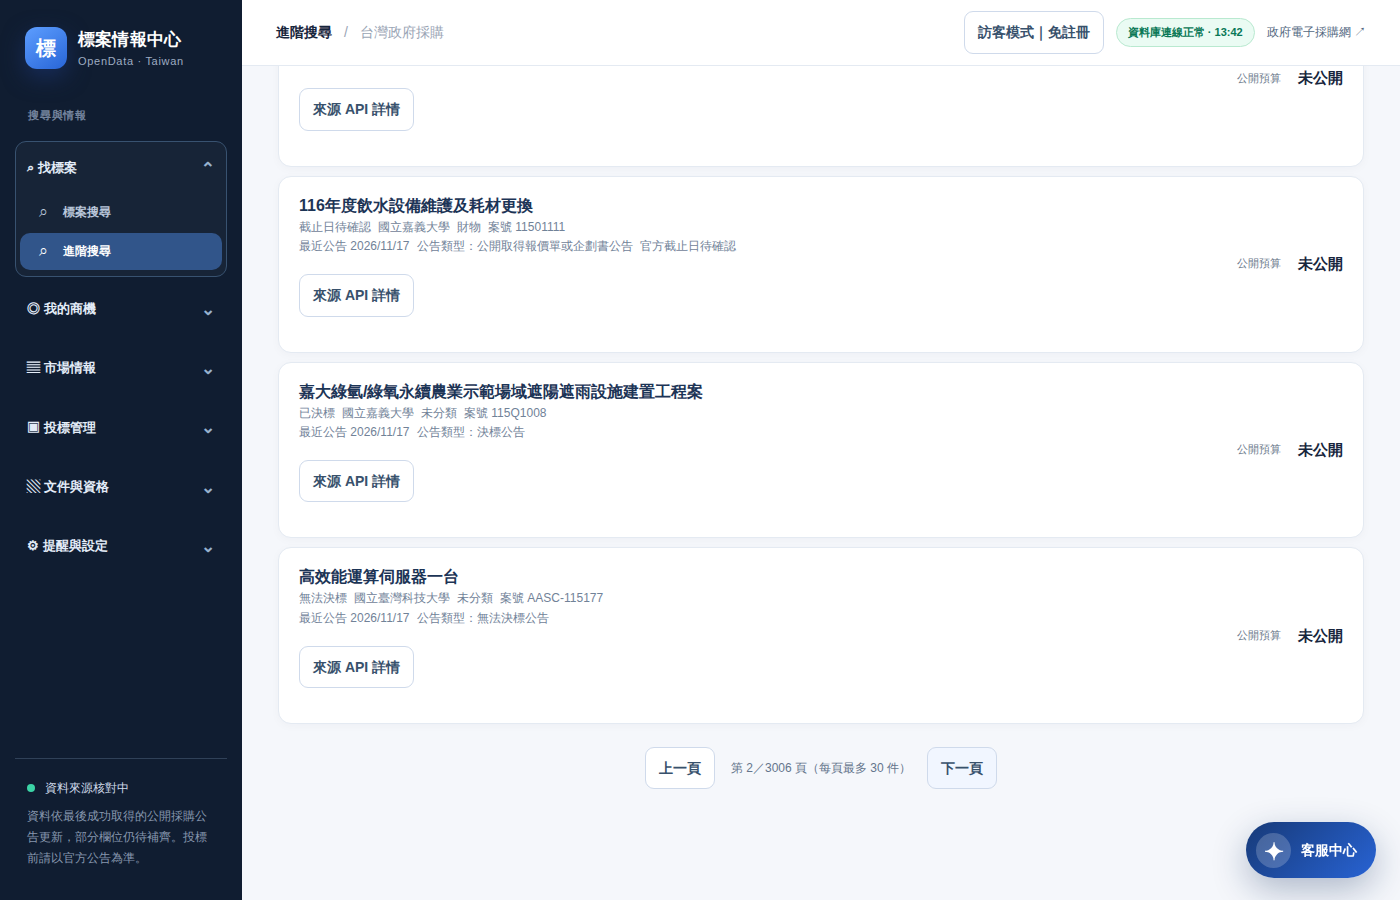 標
標案情報中心
OpenData · Taiwan
搜尋與情報
找標案
標案搜尋
進階搜尋
我的商機
市場情報
投標管理
文件與資格
提醒與設定
資料來源核對中
資料依最後成功取得的公開採購公
告更新，部分欄位仍待補齊。投標
前請以官方公告為準。
進階搜尋 / 台灣政府採購
訪客模式｜免註冊
資料庫連線正常 · 13:42
政府電子採購網 ↗
公開預算 未公開
來源 API 詳情
116年度飲水設備維護及耗材更換
截止日待確認 國立嘉義大學 財物 案號 11501111
最近公告 2026/11/17 公告類型：公開取得報價單或企劃書公告 官方截止日待確認
公開預算 未公開
來源 API 詳情
嘉大綠氫/綠氧永續農業示範場域遮陽遮雨設施建置工程案
已決標 國立嘉義大學 未分類 案號 115Q1008
最近公告 2026/11/17 公告類型：決標公告
公開預算 未公開
來源 API 詳情
高效能運算伺服器一台
無法決標 國立臺灣科技大學 未分類 案號 AASC-115177
最近公告 2026/11/17 公告類型：無法決標公告
公開預算 未公開
來源 API 詳情
上一頁
第 2／3006 頁（每頁最多 30 件）
下一頁
客服中心